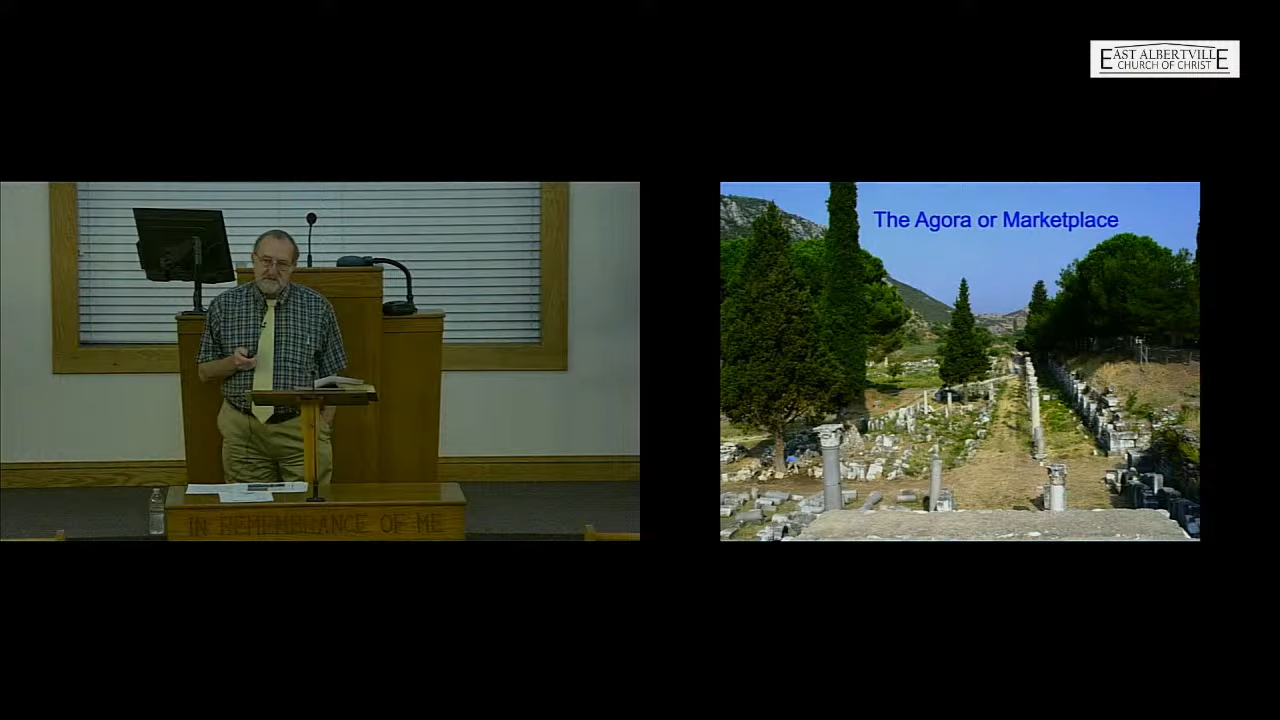 EAST ALBERTVILLE
CHURCH OF CHRIST
The Agora or Marketplace
IN REMEMBRANCE OF ME